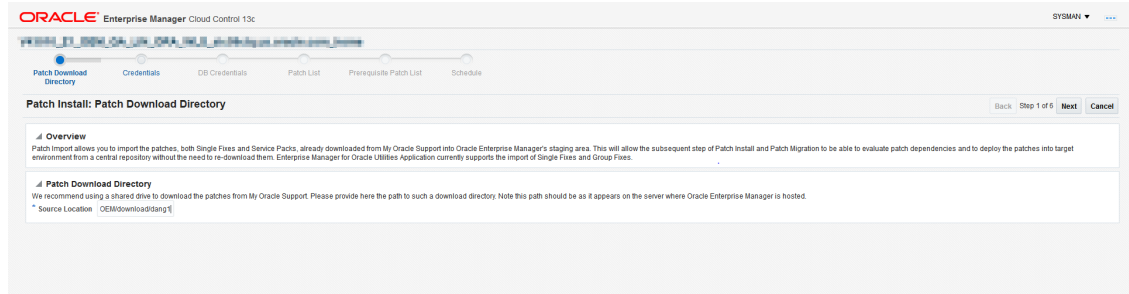 ORACLE Enterprise Manager Cloud Control 13c
SYSMAN
Patch Download Directory
Credentials
DB Credentials
Patch List
Prerequisite Patch List
Schedule
Patch Install: Patch Download Directory
Back Step 1 of 6 Next Cancel
Overview
Patch Import allows you to import the patches, both Single Fixes and Service Packs, already downloaded from My Oracle Support into Oracle Enterprise Manager's staging area. This will allow the subsequent step of Patch Install and Patch Migration to be able to evaluate patch dependencies and to deploy the patches into target
environment from a central repository without the need to re-download them. Enterprise Manager for Oracle Utilities Application currently supports the import of Single Fixes and Group Fixes.
Patch Download Directory
We recommend using a shared drive to download the patches from My Oracle Support. Please provide here the path to such a download directory. Note this path should be as it appears on the server where Oracle Enterprise Manager is hosted.
* Source Location OEM/download/dang1